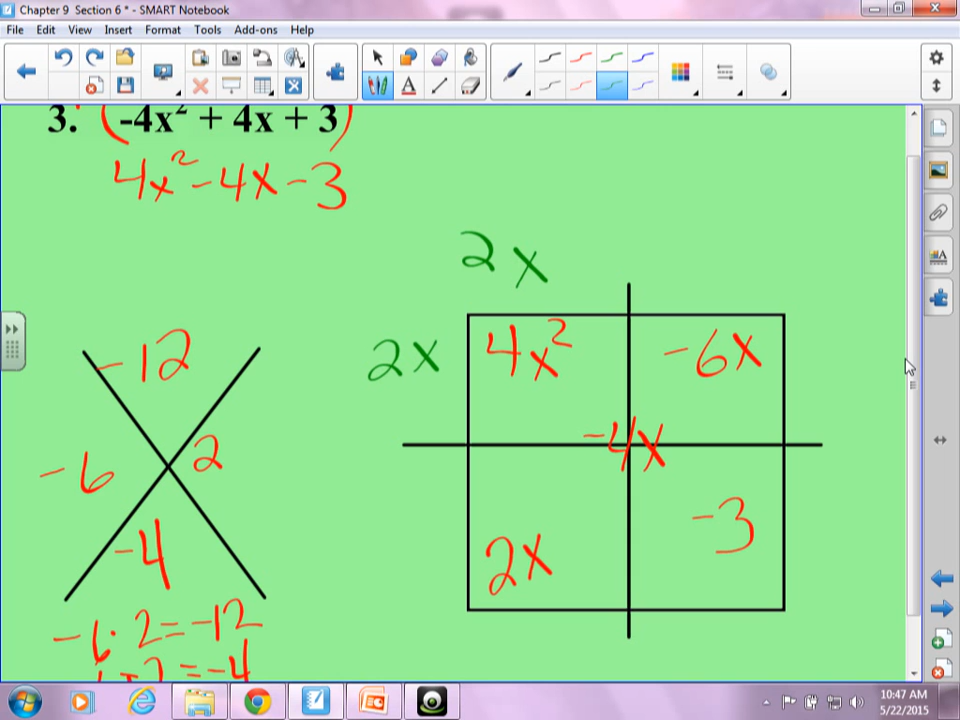 Chapter 9 Section 6 * - SMART Notebook
File Edit View Insert Format Tools Add-ons Help
3. (-4x² + 4x + 3)
4x² - 4x - 3
2x
2x 4x² -6x
-12
-4x
-6 2
-3
-4
2x
-6 · 2 = -12
2 = -4
10:47 AM
5/22/2015